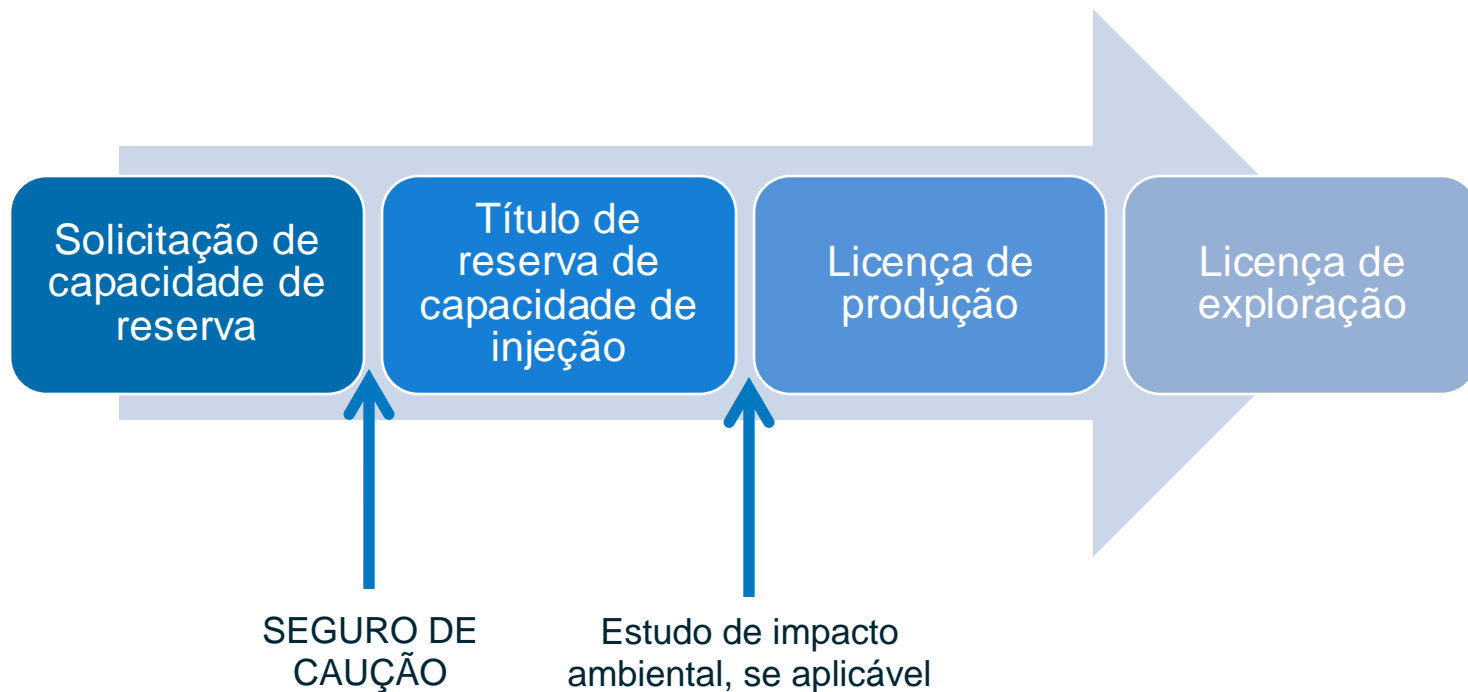 Solicitação de
capacidade de
reserva
Título de
reserva de
capacidade de
injeção
Licença de
produção
Licença de
exploração
SEGURO DE
CAUÇÃO
Estudo de impacto
ambiental, se aplicável